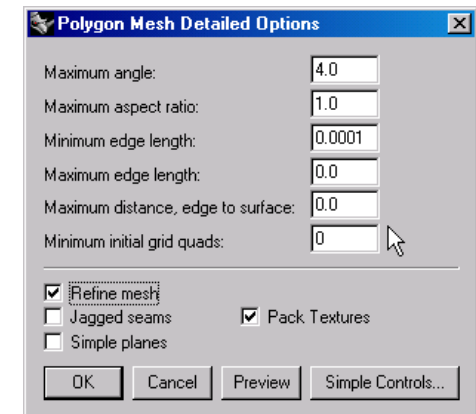 Polygon Mesh Detailed Options
Maximum angle: 4.0
Maximum aspect ratio: 1.0
Minimum edge length: 0.0001
Maximum edge length: 0.0
Maximum distance, edge to surface: 0.0
Minimum initial grid quads: 0
Refine mesh
Jagged seams Pack Textures
Simple planes
OK Cancel Preview Simple Controls...